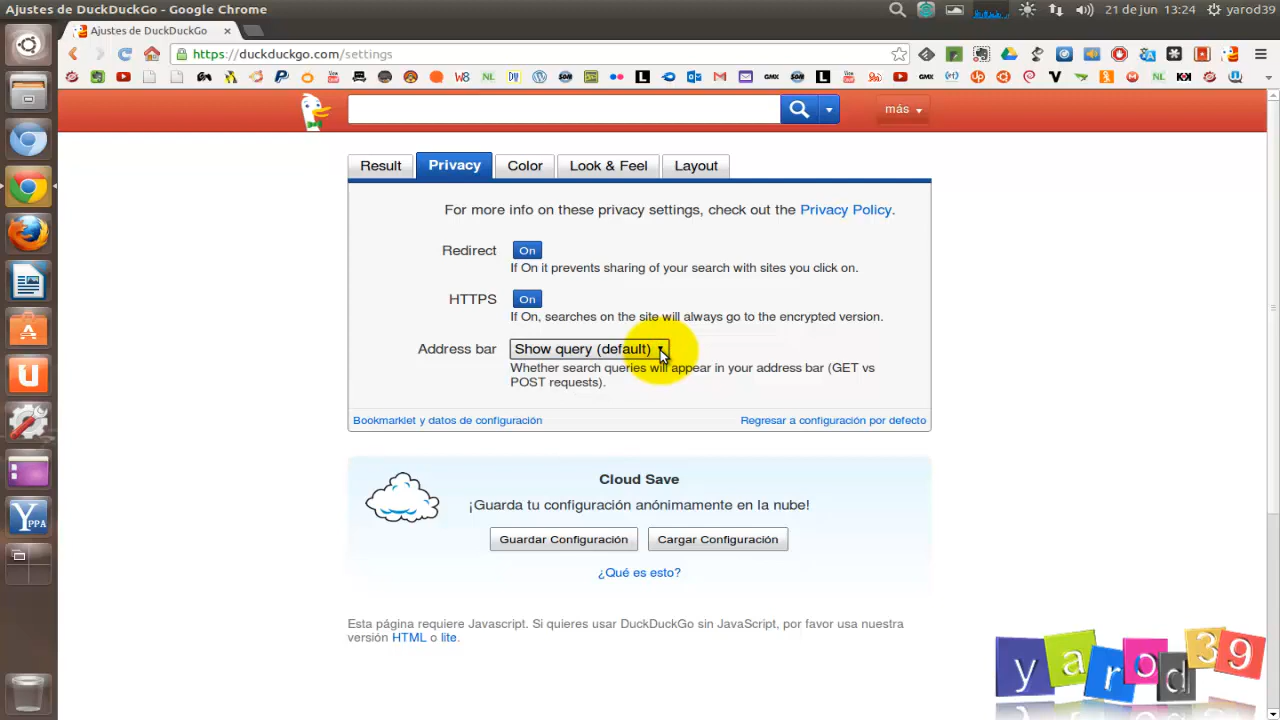 Ajustes de DuckDuckGo - Google Chrome
21 de jun 13:24 yarod39
Ajustes de DuckDuckGo
https://duckduckgo.com/settings
más
Result Privacy Color Look & Feel Layout
For more info on these privacy settings, check out the Privacy Policy.
Redirect On
If On it prevents sharing of your search with sites you click on.
HTTPS On
If On, searches on the site will always go to the encrypted version.
Address bar Show query (default)
Whether search queries will appear in your address bar (GET vs
POST requests).
Bookmarklet y datos de configuración Regresar a configuración por defecto
Cloud Save
¡Guarda tu configuración anónimamente en la nube!
Guardar Configuración Cargar Configuración
¿Qué es esto?
Esta página requiere Javascript. Si quieres usar DuckDuckGo sin JavaScript, por favor usa nuestra
versión HTML o lite.
yarod39